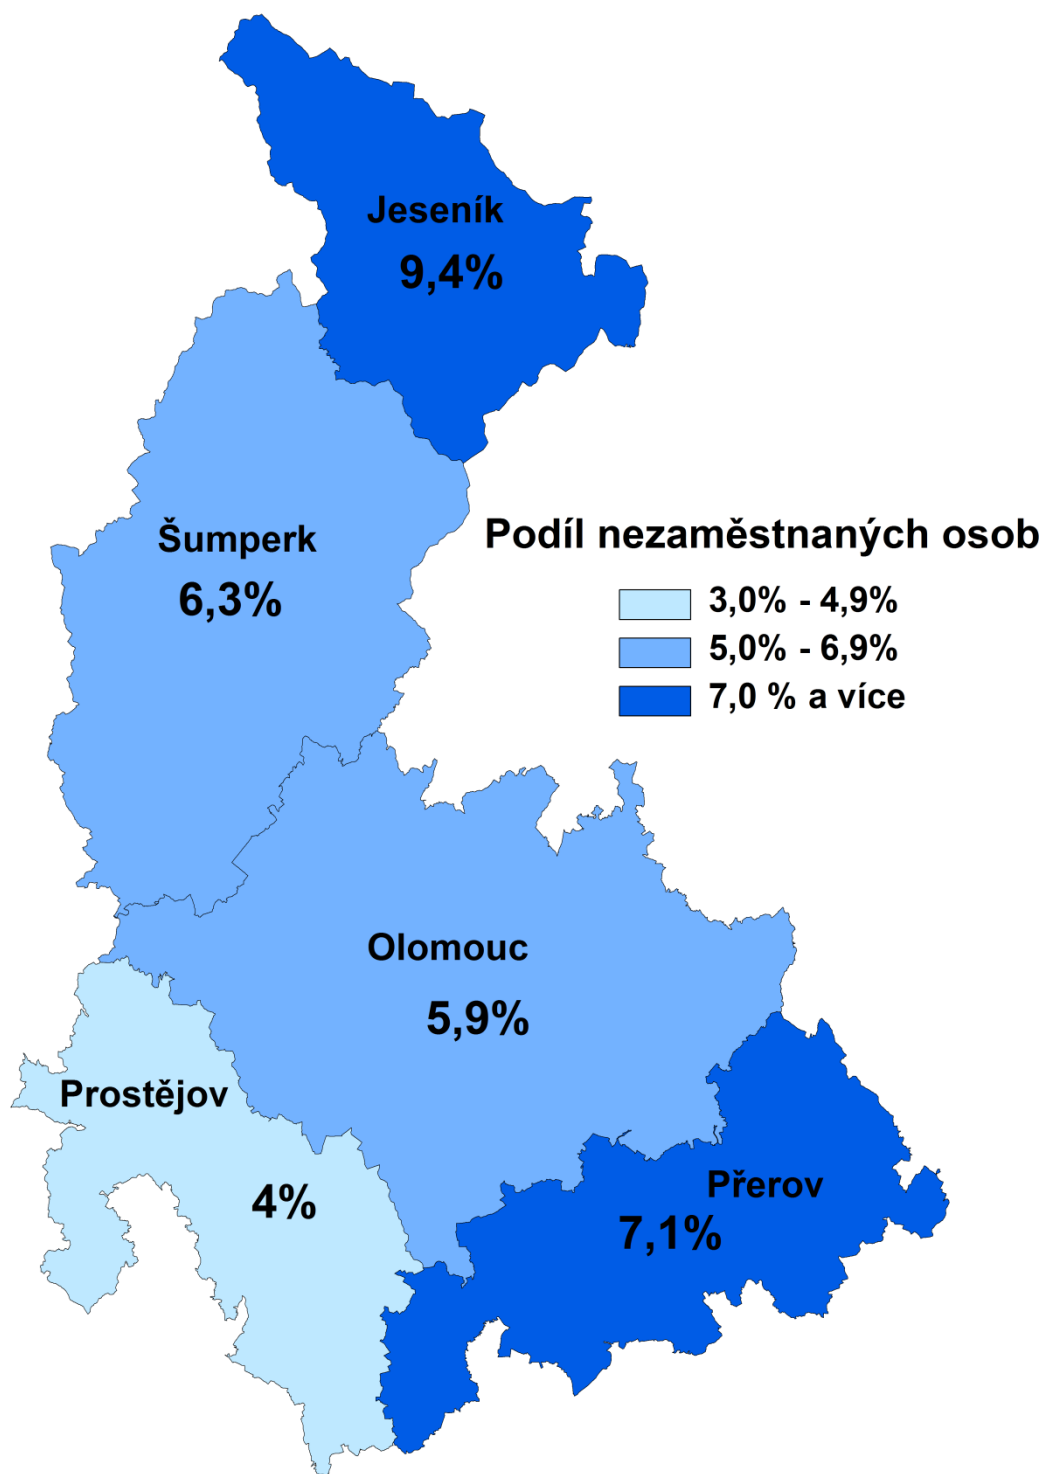 Jeseník
9,4%
Šumperk
6,3%
Podíl nezaměstnaných osob
3,0% - 4,9%
5,0% - 6,9%
7,0 % a více
Olomouc
5,9%
Prostějov
4%
Přerov
7,1%